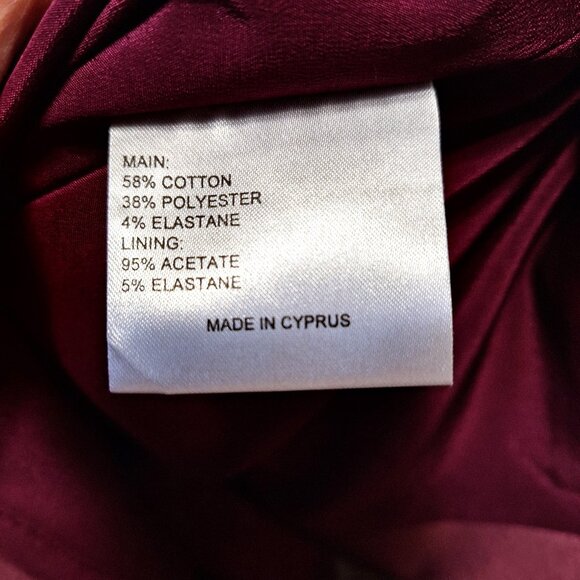 MAIN:
58% COTTON
38% POLYESTER
4% ELASTANE
LINING:
95% ACETATE
5% ELASTANE
MADE IN CYPRUS